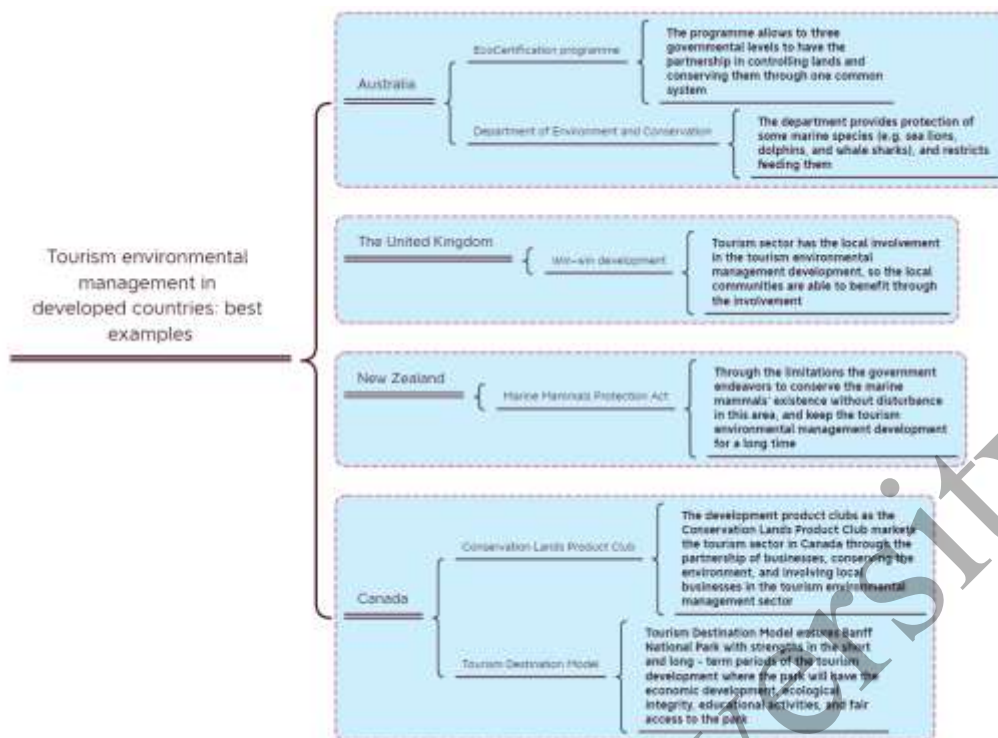 Tourism environmental
management in
developed countries: best
examples
Australia
EcoCertification programme
The programme allows to three
governmental levels to have the
partnership in controlling lands and
conserving them through one common
system
Department of Environment and Conservation
The department provides protection of
some marine species (e.g. sea lions,
dolphins, and whale sharks), and restricts
feeding them
The United Kingdom
Win-win development
Tourism sector has the local involvement
in the tourism environmental
management development, so the local
communities are able to benefit through
the involvement
New Zealand
Marine Mammals Protection Act
Through the limitations the government
endeavors to conserve the marine
mammals' existence without disturbance
in this area, and keep the tourism
environmental management development
for a long time
Canada
Conservation Lands Product Club
The development product clubs as the
Conservation Lands Product Club markets
the tourism sector in Canada through the
partnership of businesses, conserving the
environment, and involving local
businesses in the tourism environmental
management sector
Tourism Destination Model
Tourism Destination Model ensures Banff
National Park with strengths in the short
and long - term periods of the tourism
development where the park will have the
economic development, ecological
integrity, educational activities, and fair
access to the park